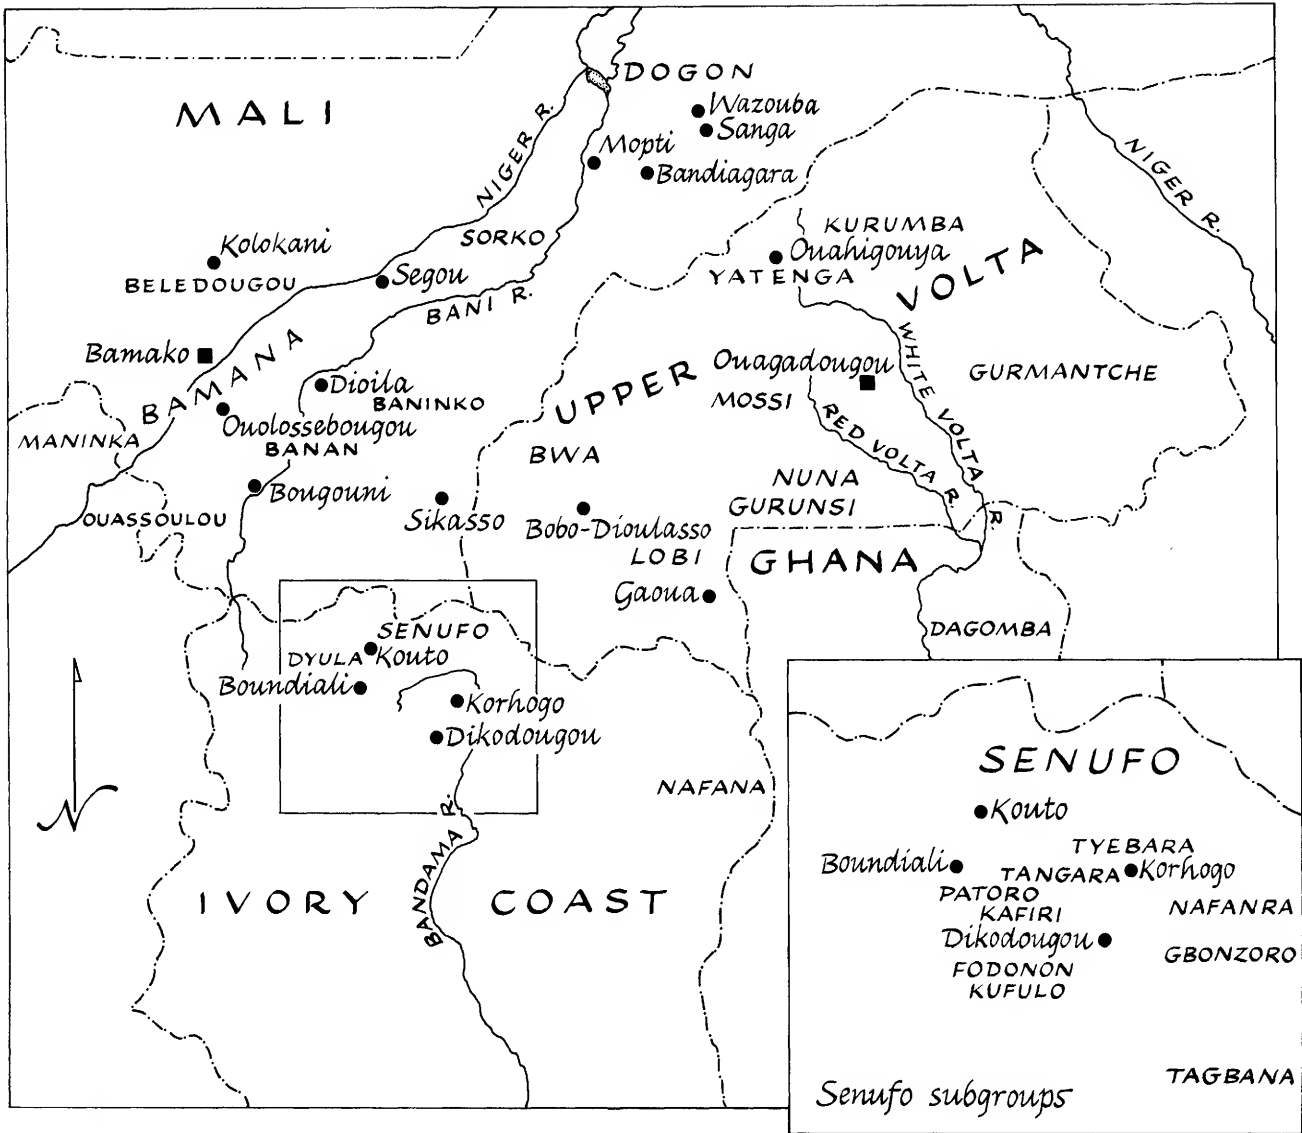 DOGON
Wazouba
Sanga
MALI
NIGER R.
Mopti
Bandiagara
NIGER R.
KURUMBA
Kolokani
SORKO
Ouahigouya
BELEDOUGOU
Segou
YATENGA
VOLTA
BANI R.
Bamako
BAMANA
Ouagadougou
WHITE VOLTA R.
GURMANTCHE
Dioila
BANINKO
UPPER
MOSSI
RED VOLTA R.
Ouolossebougou
MANINKA
BANAN
BWA
NUNA
Bougouni
GURUNSI
OUASSOULOU
Sikasso
Bobo-Dioulasso
LOBI
GHANA
Gaoua
SENUFO
DAGOMBA
DYULA
Kouto
Boundiali
Korhogo
Dikodougou
NAFANA
BANDAMA R.
IVORY COAST
SENUFO
Kouto
TYEBARA
Boundiali
TANGARA
Korhogo
PATORO
KAFIRI
NAFANRA
Dikodougou
GBONZORO
FODONON
KUFULO
TAGBANA
Senufo subgroups